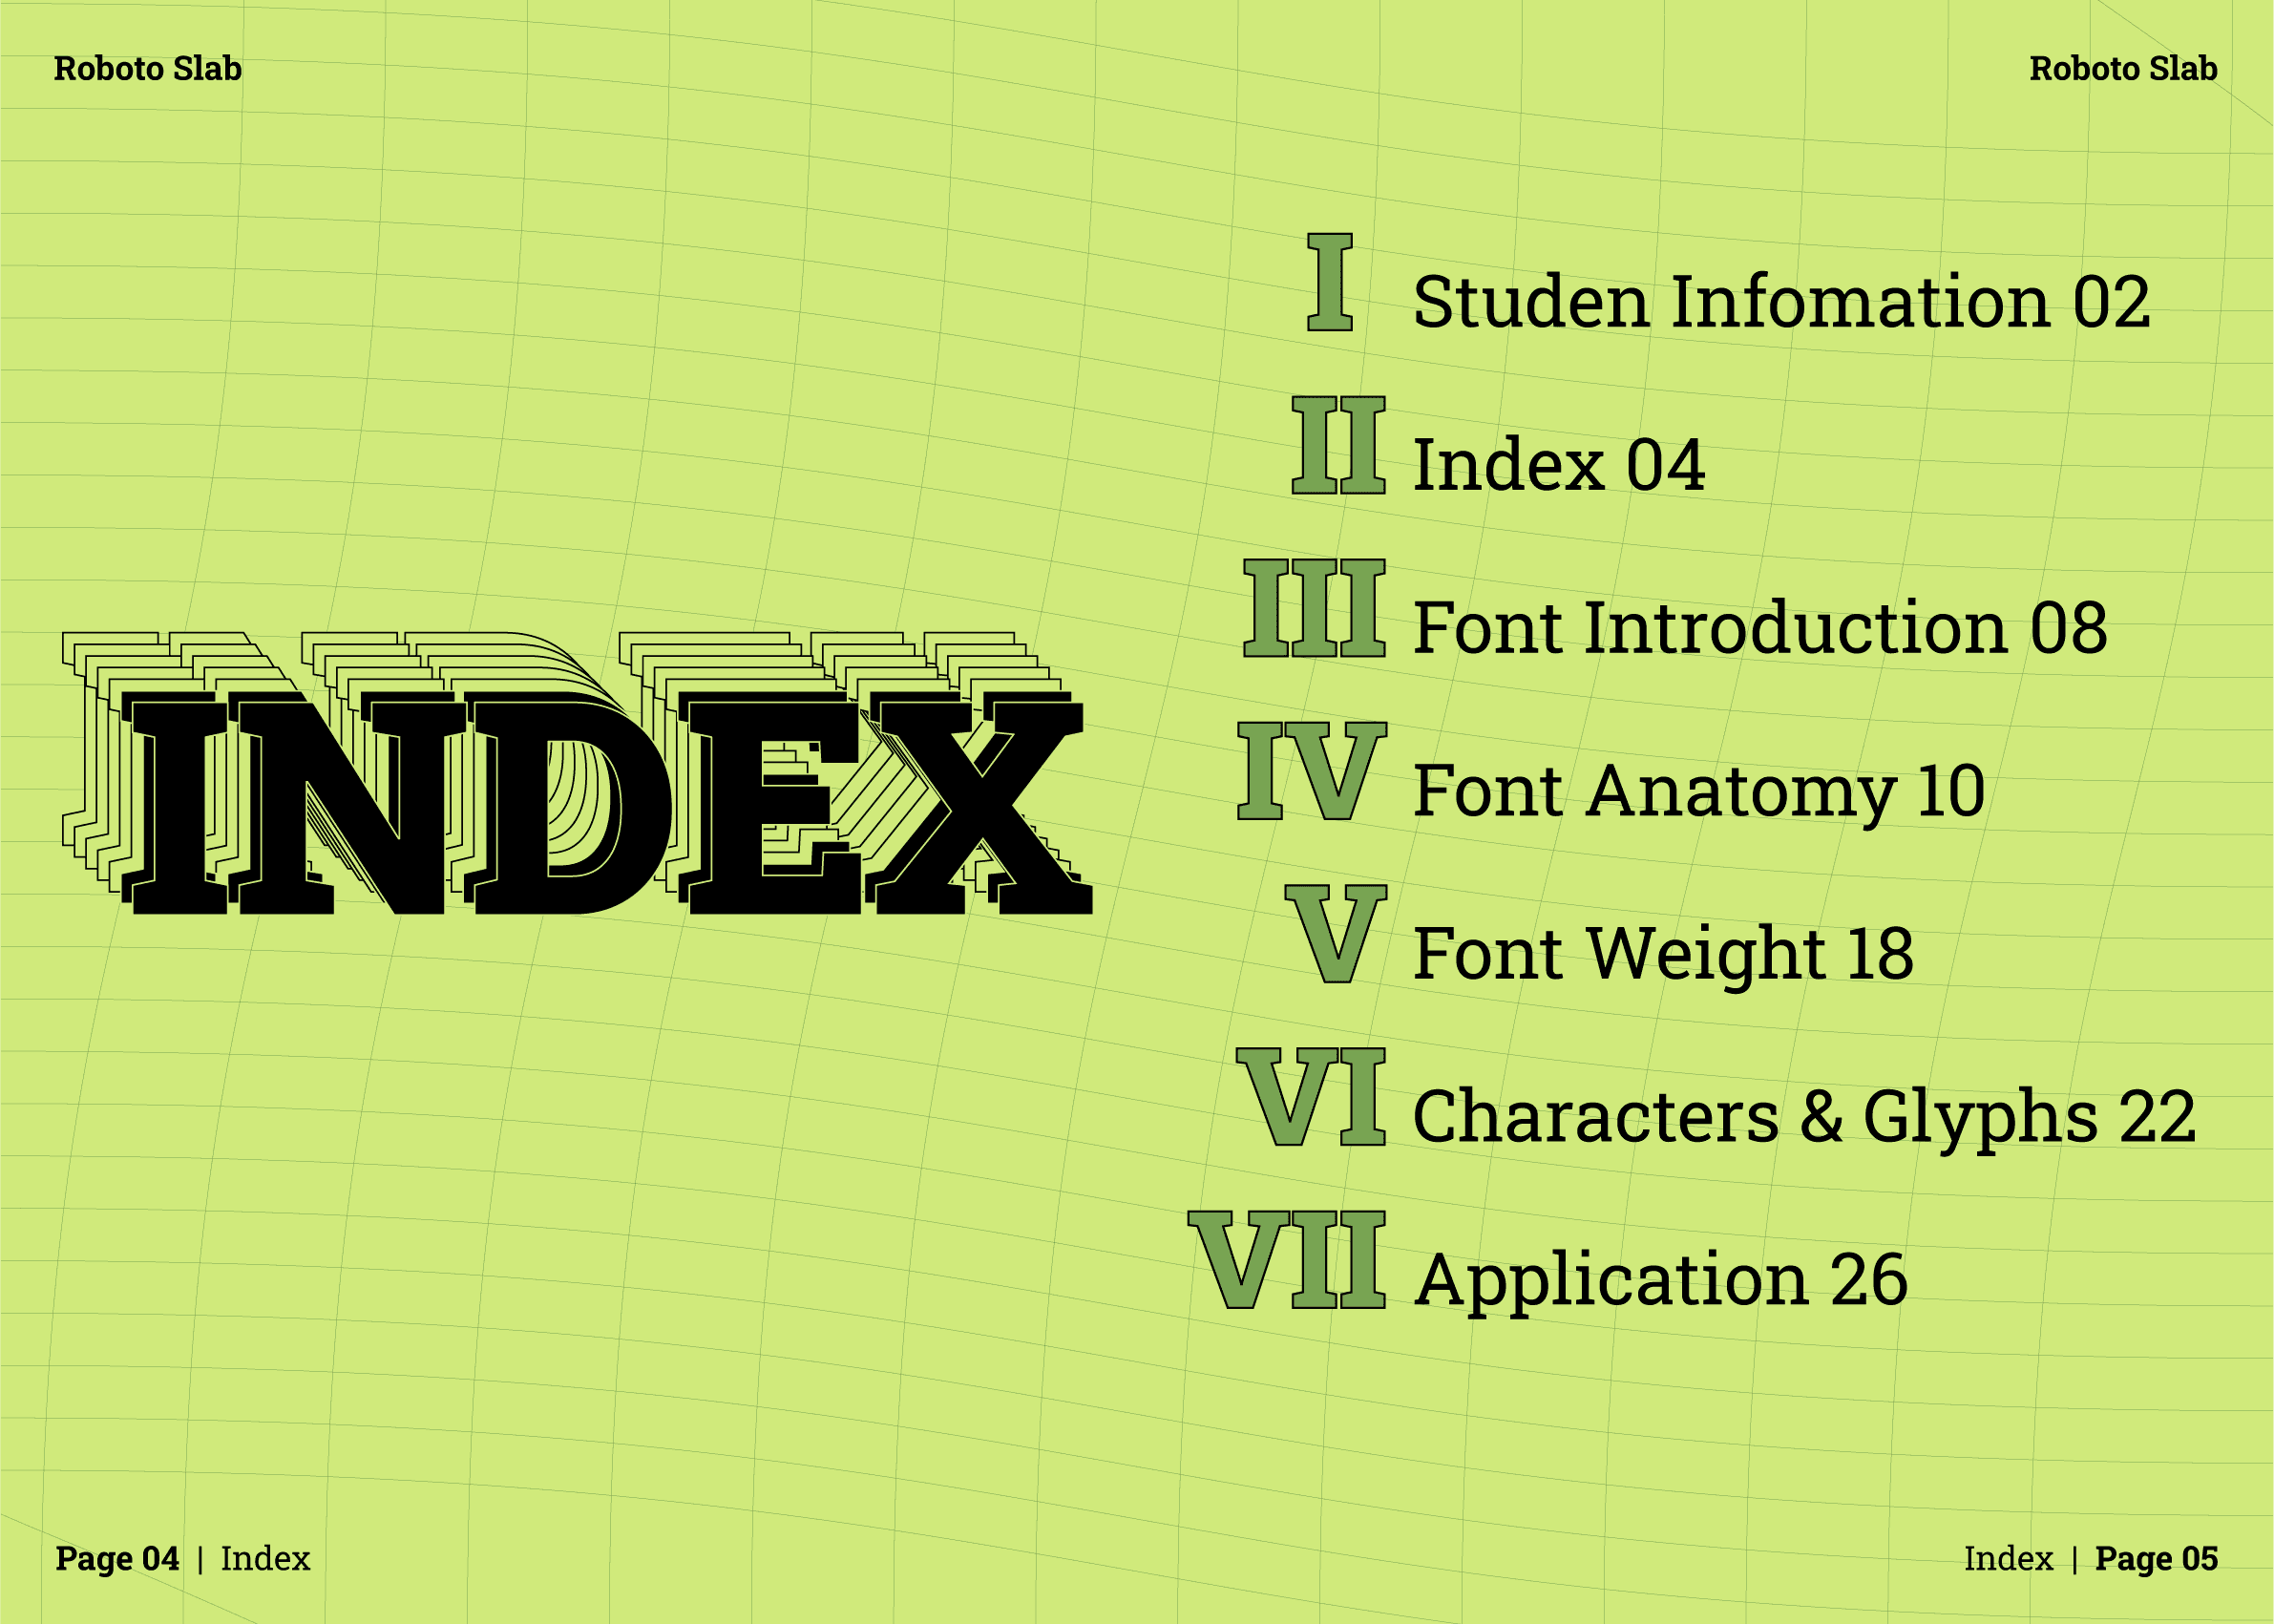 Roboto Slab
Roboto Slab
INDEX
I Studen Infomation 02
II Index 04
III Font Introduction 08
IV Font Anatomy 10
V Font Weight 18
VI Characters & Glyphs 22
VII Application 26
Page 04 | Index
Index | Page 05